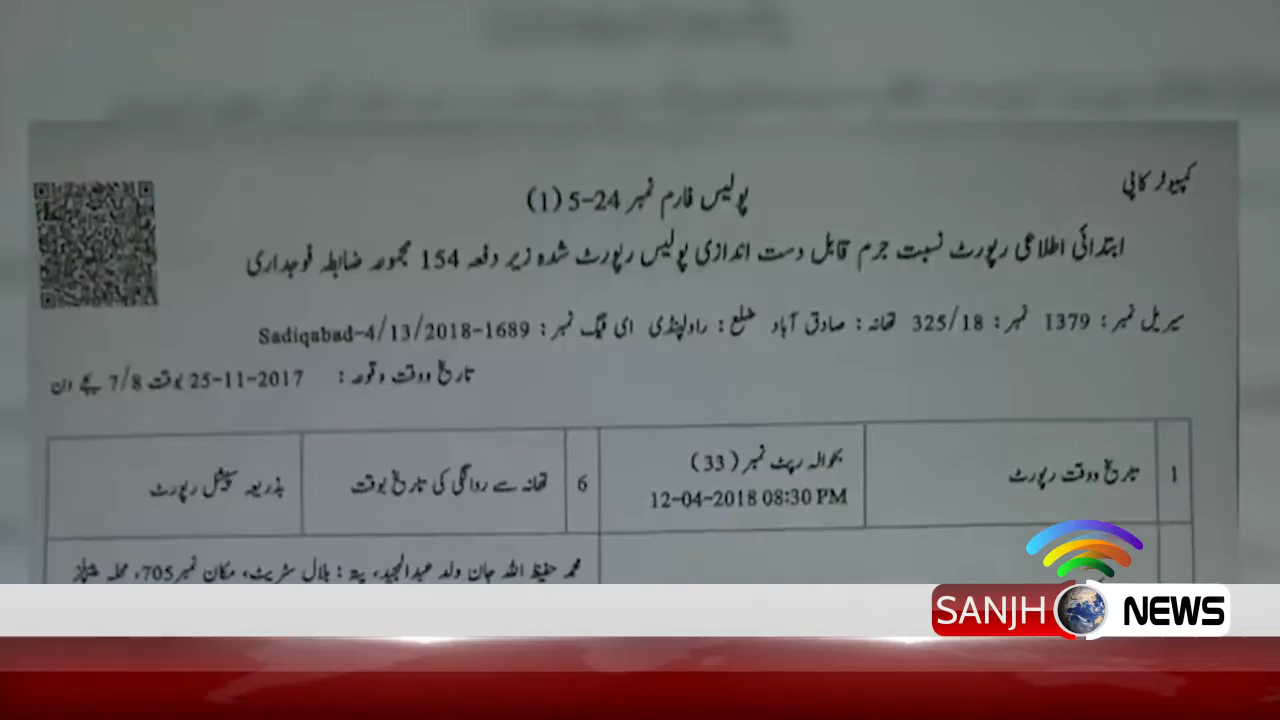 کمپیوٹر کاپی
پولیس فارم نمبر 24-5 (1)
ابتدائی اطلاعی رپورٹ نسبت جرم قابل دست اندازی پولیس رپورٹ شدہ زیر دفعہ 154 مجموعہ ضابطہ فوجداری
سیریل نمبر: 1379 نمبر: 325/18 تھانہ: صادق آباد ضلع: راولپنڈی ای ٹیگ نمبر: Sadiqabad-4/13/2018-1689
تاریخ ووقت وقوعہ: 25-11-2017 بوقت 7/8 بجے دن
1 تاریخ ووقت رپورٹ بحوالہ رپٹ نمبر (33) 6 تھانہ سے روانگی کی تاریخ بوقت بذریعہ سپیشل رپورٹ
12-04-2018 08:30 PM
محمد حفیظ اللہ جان ولد عبدالمجید، پتہ: بلال سٹریٹ، مکان نمبر 705، محلہ
SANJH NEWS